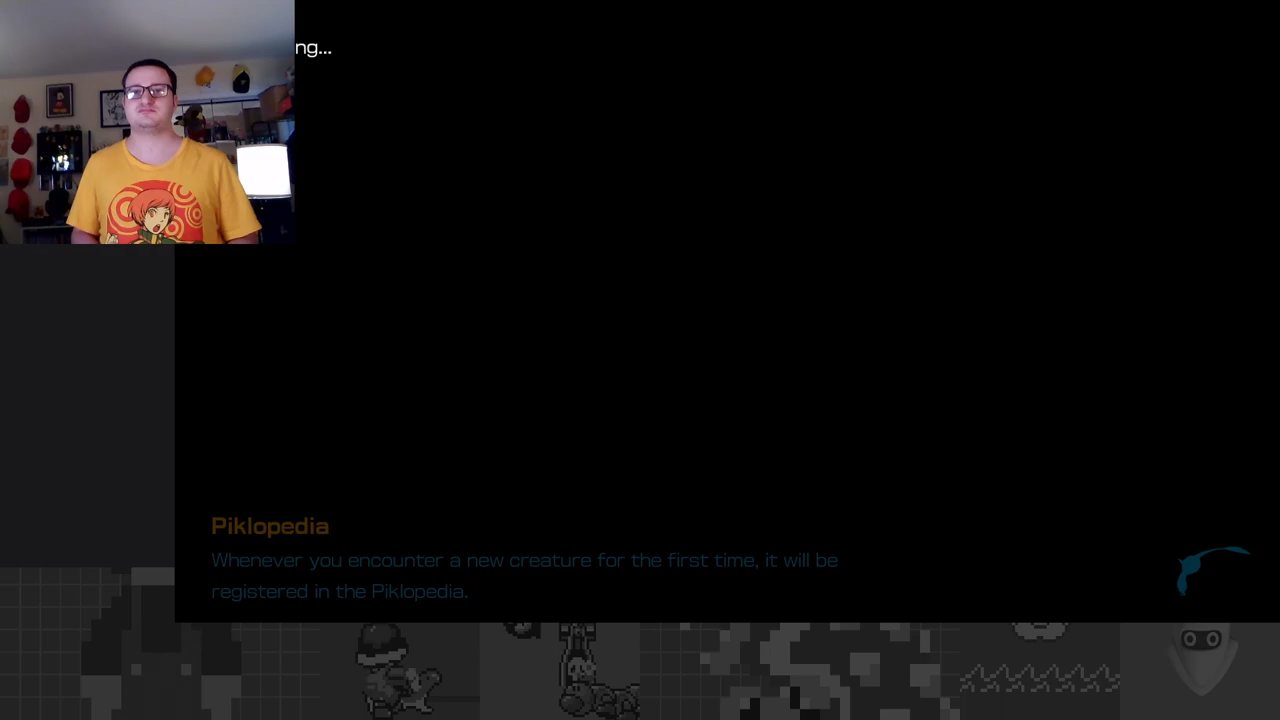 ng...
Piklopedia
Whenever you encounter a new creature for the first time, it will be
registered in the Piklopedia.